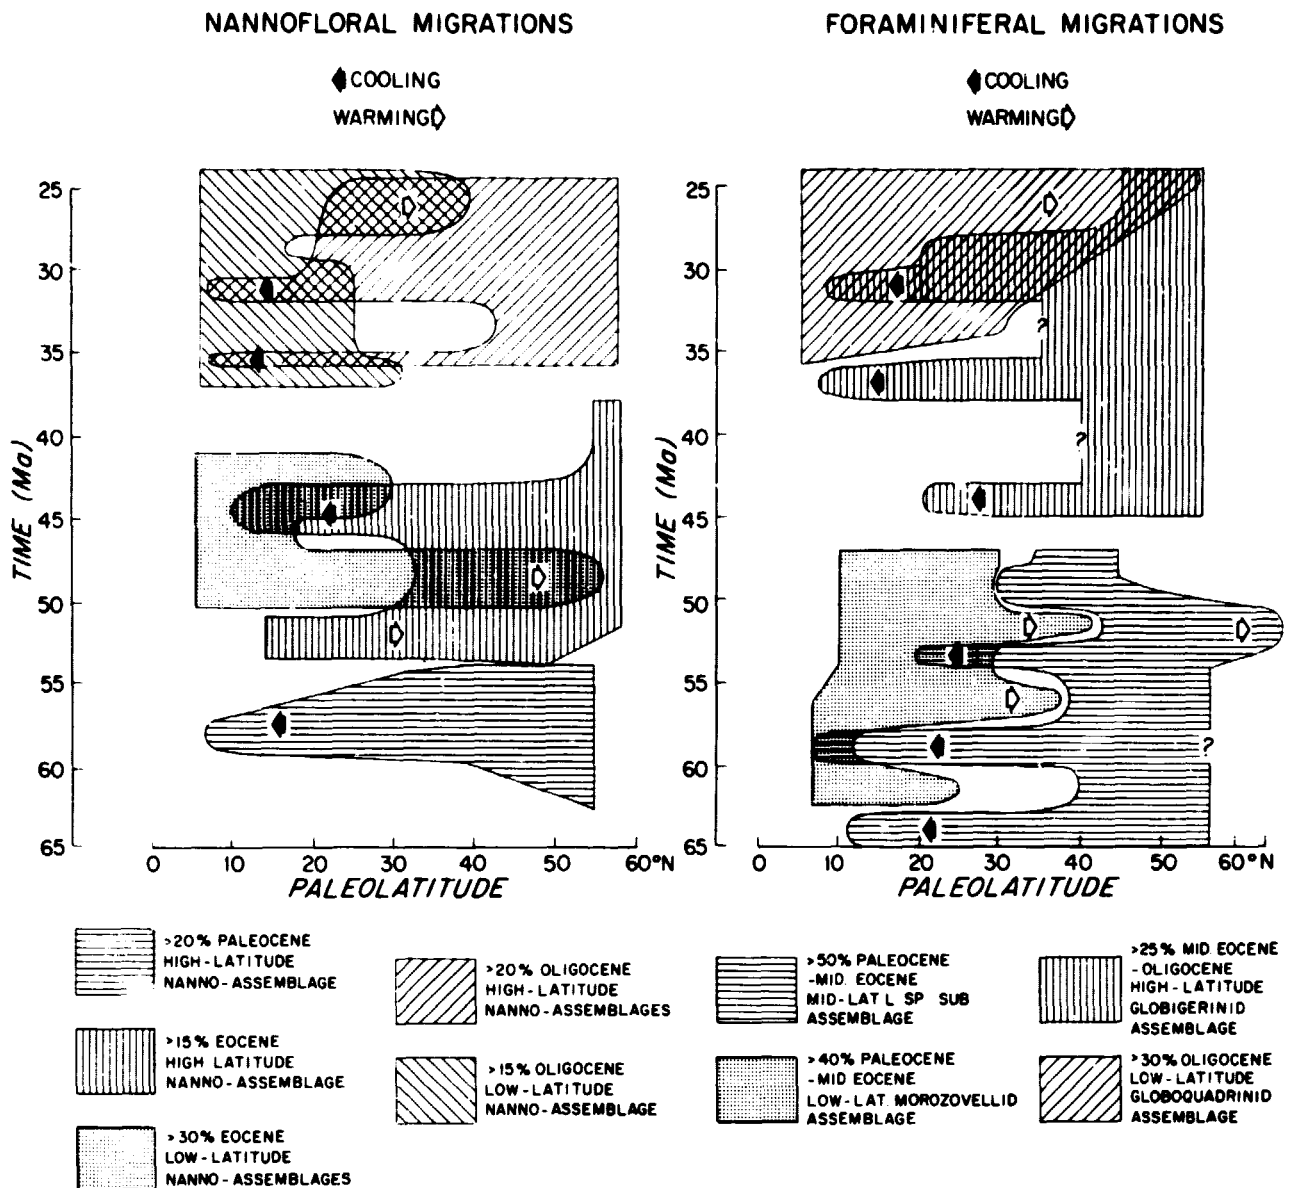 NANNOFLORAL MIGRATIONS
COOLING
WARMING
25
30
35
40
45
50
55
60
65
TIME (Ma)
0 10 20 30 40 50 60°N
PALEOLATITUDE
>20% PALEOCENE
HIGH-LATITUDE
NANNO-ASSEMBLAGE
>15% EOCENE
HIGH LATITUDE
NANNO-ASSEMBLAGE
>30% EOCENE
LOW-LATITUDE
NANNO-ASSEMBLAGES
>20% OLIGOCENE
HIGH-LATITUDE
NANNO-ASSEMBLAGES
>15% OLIGOCENE
LOW-LATITUDE
NANNO-ASSEMBLAGE
FORAMINIFERAL MIGRATIONS
COOLING
WARMING
25
30
35
40
45
50
55
60
65
TIME (Ma)
?
?
?
0 10 20 30 40 50 60°N
PALEOLATITUDE
>50% PALEOCENE
-MID. EOCENE
MID-LAT L SP SUB
ASSEMBLAGE
>40% PALEOCENE
-MID EOCENE
LOW-LAT. MOROZOVELLID
ASSEMBLAGE
>25% MID. EOCENE
-OLIGOCENE
HIGH-LATITUDE
GLOBIGERINID
ASSEMBLAGE
>30% OLIGOCENE
LOW-LATITUDE
GLOBOQUADRINID
ASSEMBLAGE